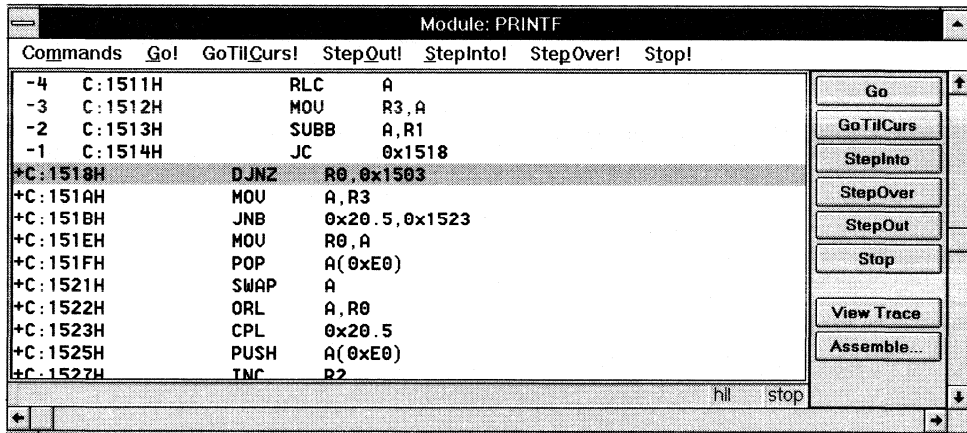 Module: PRINTF
Commands Go! GoTilCurs! StepOut! StepInto! StepOver! Stop!
-4 C:1511H RLC A
-3 C:1512H MOV R3,A
-2 C:1513H SUBB A,R1
-1 C:1514H JC 0x1518
+C:1518H DJNZ R0,0x1503
+C:151AH MOV A,R3
+C:151BH JNB 0x20.5,0x1523
+C:151EH MOV R0,A
+C:151FH POP A(0xE0)
+C:1521H SWAP A
+C:1522H ORL A,R0
+C:1523H CPL 0x20.5
+C:1525H PUSH A(0xE0)
+C:1527H INC R2
hll stop
Go
GoTilCurs
StepInto
StepOver
StepOut
Stop
View Trace
Assemble...